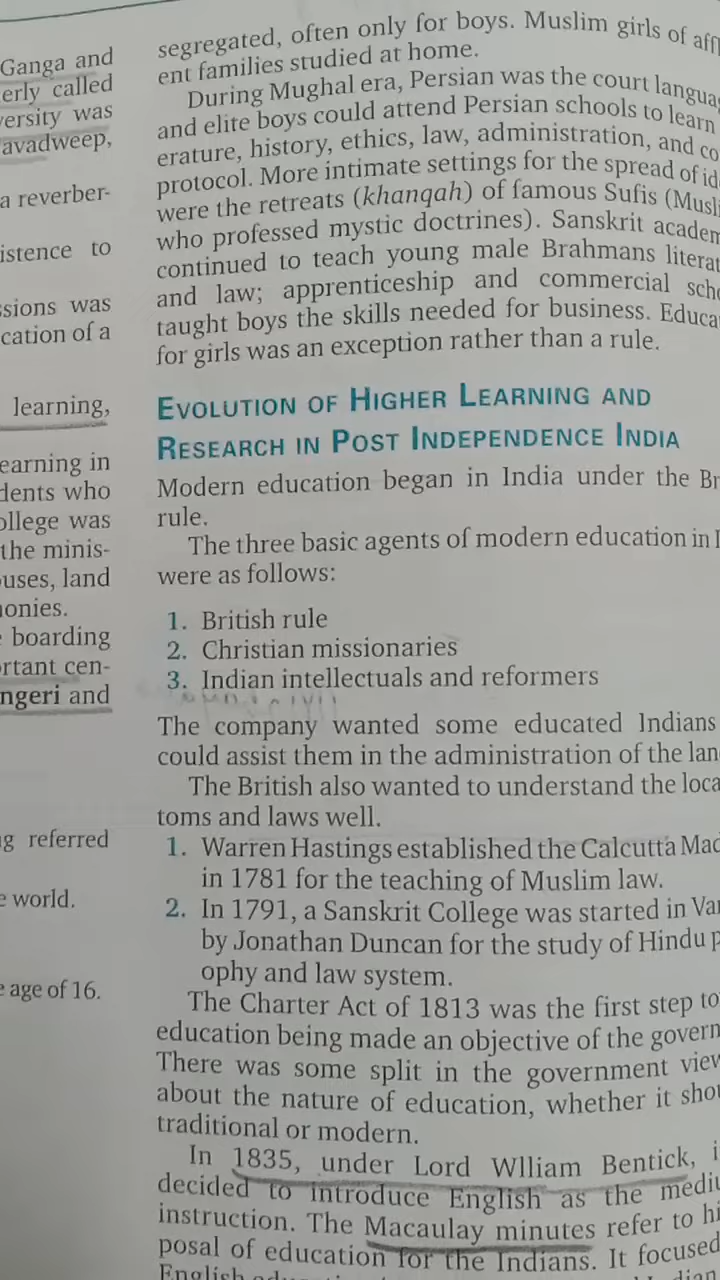 Ganga and
erly called
versity was
avadweep,
a reverber-
istence to
ssions was
cation of a
learning,
earning in
dents who
ollege was
the minis-
ouses, land
onies.
boarding
rtant cen-
ngeri and
g referred
e world.
e age of 16.
segregated, often only for boys. Muslim girls of aff
ent families studied at home.
During Mughal era, Persian was the court langua
and elite boys could attend Persian schools to learn
erature, history, ethics, law, administration, and co
protocol. More intimate settings for the spread of id
were the retreats (khanqah) of famous Sufis (Musli
who professed mystic doctrines). Sanskrit academ
continued to teach young male Brahmans literat
and law; apprenticeship and commercial scho
taught boys the skills needed for business. Educa
for girls was an exception rather than a rule.
EVOLUTION OF HIGHER LEARNING AND
RESEARCH IN POST INDEPENDENCE INDIA
Modern education began in India under the Br
rule.
The three basic agents of modern education in I
were as follows:
1. British rule
2. Christian missionaries
3. Indian intellectuals and reformers
The company wanted some educated Indians
could assist them in the administration of the lan
The British also wanted to understand the loca
toms and laws well.
1. Warren Hastings established the Calcutta Mad
in 1781 for the teaching of Muslim law.
2. In 1791, a Sanskrit College was started in Var
by Jonathan Duncan for the study of Hindu p
ophy and law system.
The Charter Act of 1813 was the first step to
education being made an objective of the govern
There was some split in the government view
about the nature of education, whether it shou
traditional or modern.
In 1835, under Lord Wlliam Bentick, i
decided to introduce English as the mediu
instruction. The Macaulay minutes refer to hi
posal of education for the Indians. It focused
English